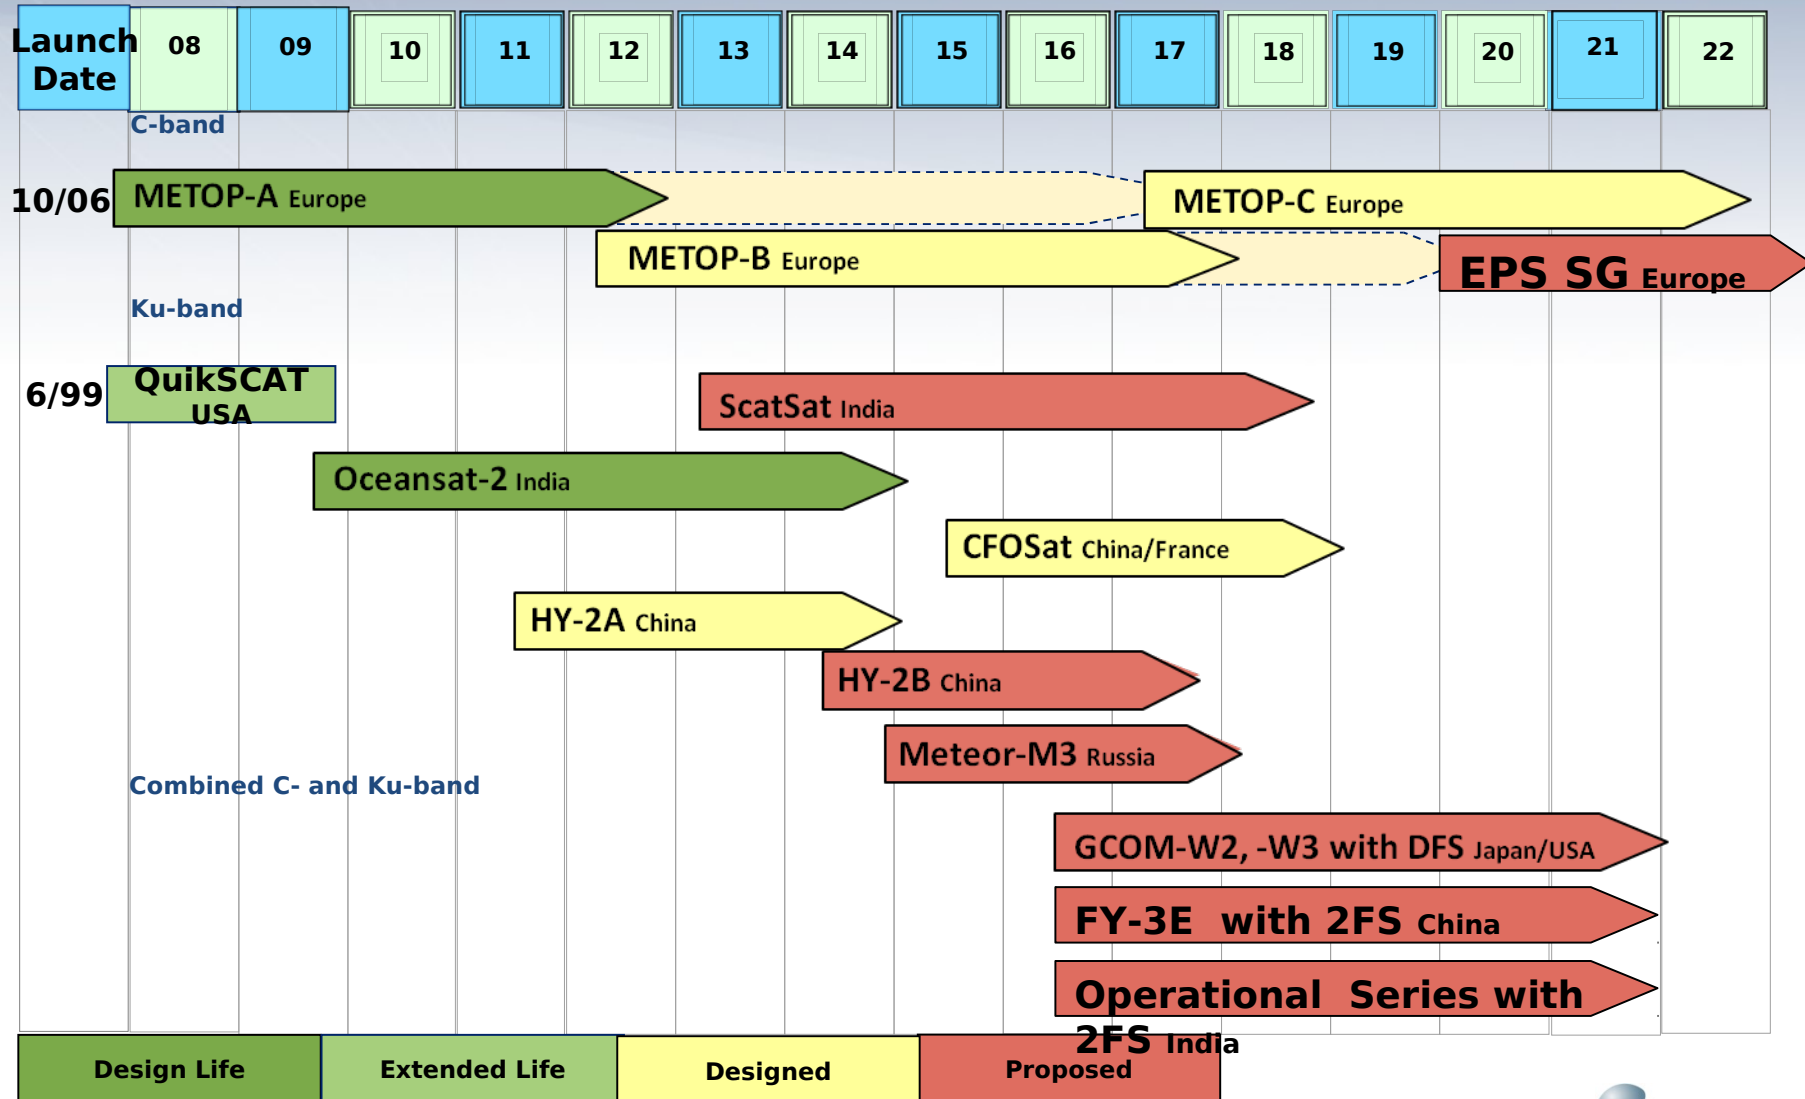 Launch
Date
08
09
10
11
12
13
14
15
16
17
18
19
20
21
22
C-band
10/06
METOP-A Europe
METOP-C Europe
METOP-B Europe
EPS SG Europe
Ku-band
6/99
QuikSCAT
USA
ScatSat India
Oceansat-2 India
CFOSat China/France
HY-2A China
HY-2B China
Meteor-M3 Russia
Combined C- and Ku-band
GCOM-W2, -W3 with DFS Japan/USA
FY-3E with 2FS China
Operational Series with
2FS India
Design Life
Extended Life
Designed
Proposed